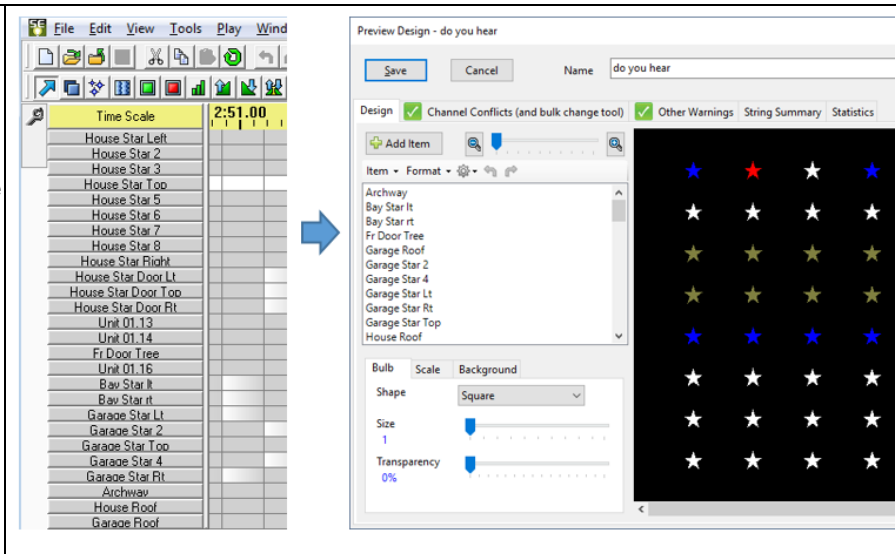 SE File Edit View Tools Play Wind
Time Scale 2:51.00
House Star Left
House Star 2
House Star 3
House Star Top
House Star 5
House Star 6
House Star 7
House Star 8
House Star Right
House Star Door Lt
House Star Door Top
House Star Door Rt
Unit 01.13
Unit 01.14
Fr Door Tree
Unit 01.16
Bay Star lt
Bay Star rt
Garage Star Lt
Garage Star 2
Garage Star Top
Garage Star 4
Garage Star Rt
Archway
House Roof
Garage Roof
Preview Design - do you hear
Save Cancel Name do you hear
Design Channel Conflicts (and bulk change tool) Other Warnings String Summary Statistics
Add Item
Item Format
Archway
Bay Star lt
Bay Star rt
Fr Door Tree
Garage Roof
Garage Star 2
Garage Star 4
Garage Star Lt
Garage Star Rt
Garage Star Top
House Roof
Bulb Scale Background
Shape Square
Size
1
Transparency
0%